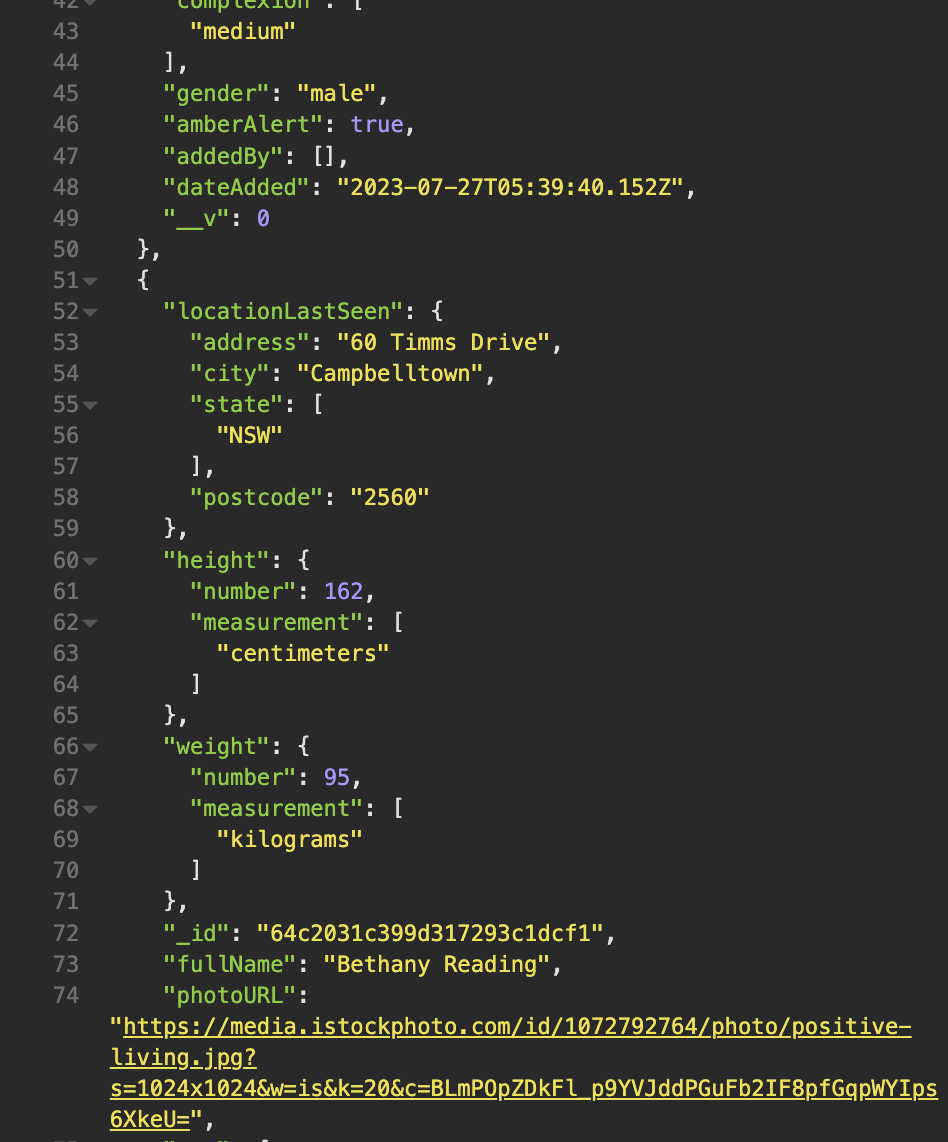 42 "complexion": [
43 "medium"
44 ],
45 "gender": "male",
46 "amberAlert": true,
47 "addedBy": [],
48 "dateAdded": "2023-07-27T05:39:40.152Z",
49 "__v": 0
50 },
51 {
52 "locationLastSeen": {
53 "address": "60 Timms Drive",
54 "city": "Campbelltown",
55 "state": [
56 "NSW"
57 ],
58 "postcode": "2560"
59 },
60 "height": {
61 "number": 162,
62 "measurement": [
63 "centimeters"
64 ]
65 },
66 "weight": {
67 "number": 95,
68 "measurement": [
69 "kilograms"
70 ]
71 },
72 "_id": "64c2031c399d317293c1dcf1",
73 "fullName": "Bethany Reading",
74 "photoURL":
"https://media.istockphoto.com/id/1072792764/photo/positive-
living.jpg?
s=1024x1024&w=is&k=20&c=BLmPOpZDkFl_p9YVJddPGuFb2IF8pfGqpWYIps
6XkeU=",